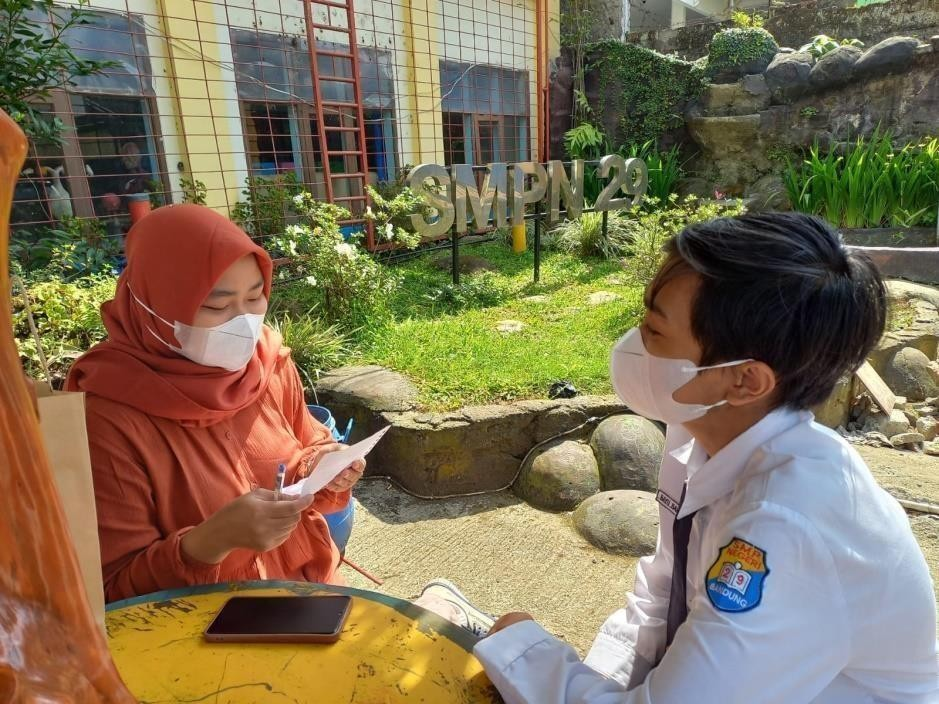 SMPN 29
SMP
NEGERI
29
BANDUNG